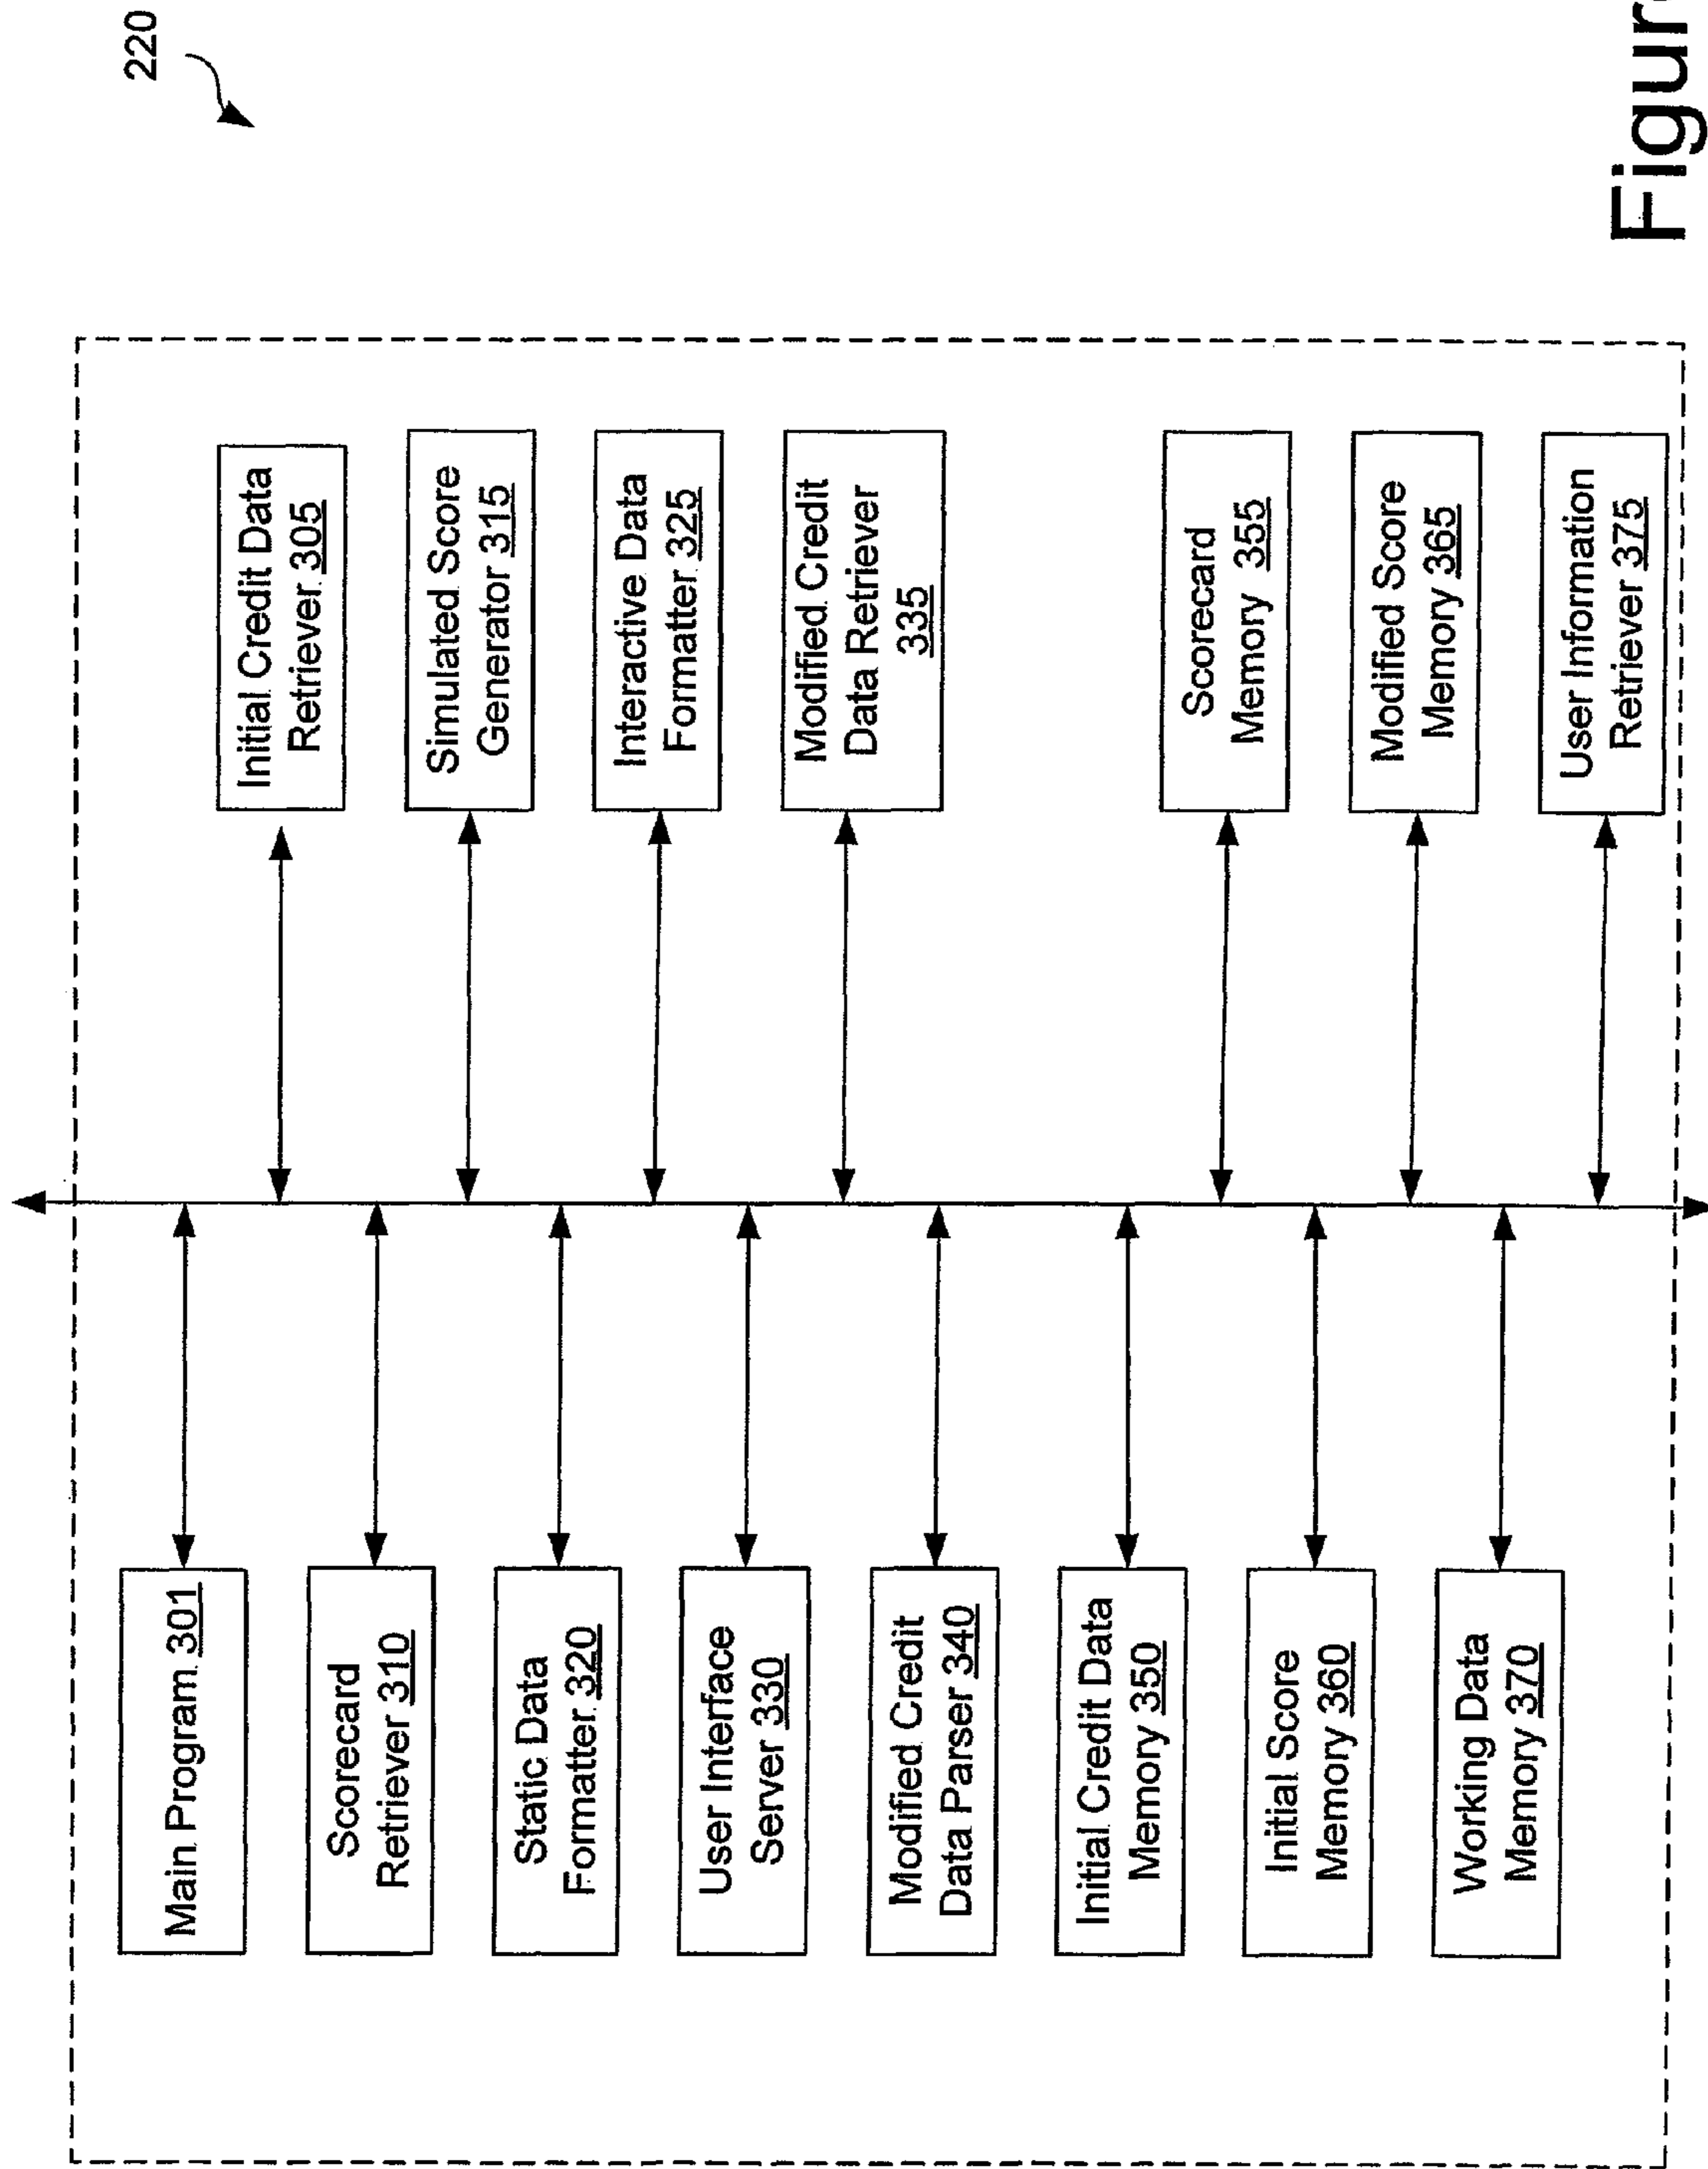 220
Main Program 301
Initial Credit Data
Retriever 305
Scorecard
Retriever 310
Simulated Score
Generator 315
Static Data
Formatter 320
Interactive Data
Formatter 325
User Interface
Server 330
Modified Credit
Data Retriever
335
Modified Credit
Data Parser 340
Initial Credit Data
Memory 350
Scorecard
Memory 355
Initial Score
Memory 360
Modified Score
Memory 365
Working Data
Memory 370
User Information
Retriever 375
Figur